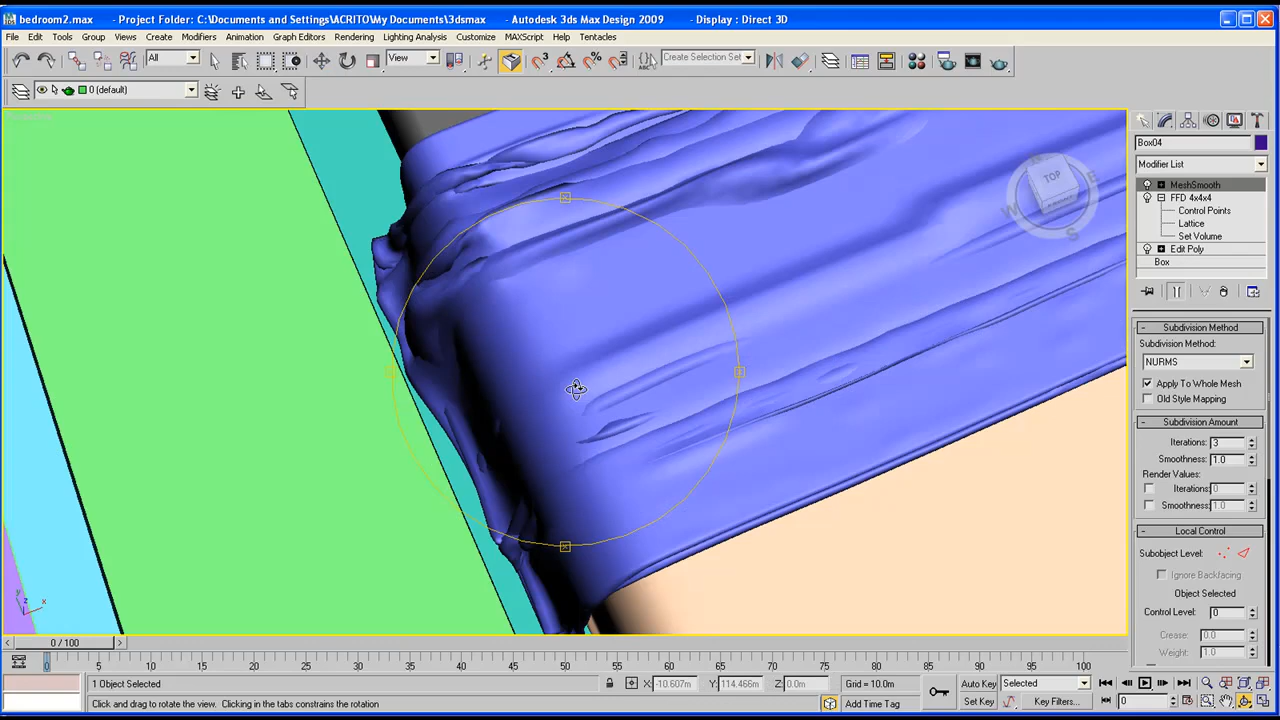 bedroom2.max - Project Folder: C:\Documents and Settings\ACRITO\My Documents\3dsmax - Autodesk 3ds Max Design 2009 - Display : Direct 3D
File Edit Tools Group Views Create Modifiers Animation Graph Editors Rendering Lighting Analysis Customize MAXScript Help Tentacles
All View Create Selection Set
0 (default)
Box04
Modifier List
MeshSmooth
FFD 4x4x4
Control Points
Lattice
Set Volume
Edit Poly
Box
TOP
W
E
S
Subdivision Method
Subdivision Method:
NURMS
Apply To Whole Mesh
Old Style Mapping
Subdivision Amount
Iterations: 3
Smoothness: 1.0
Render Values:
Iterations: 0
Smoothness: 1.0
Local Control
Subobject Level:
Ignore Backfacing
Object Selected
Control Level: 0
Crease: 0.0
Weight: 1.0
y
z
x
0 / 100
0 5 10 15 20 25 30 35 40 45 50 55 60 65 70 75 80 85 90 95 100
1 Object Selected X: -10.607m Y: 114.466m Z: 0.0m Grid = 10.0m Auto Key Selected
Click and drag to rotate the view. Clicking in the tabs constrains the rotation Add Time Tag Set Key Key Filters... 0